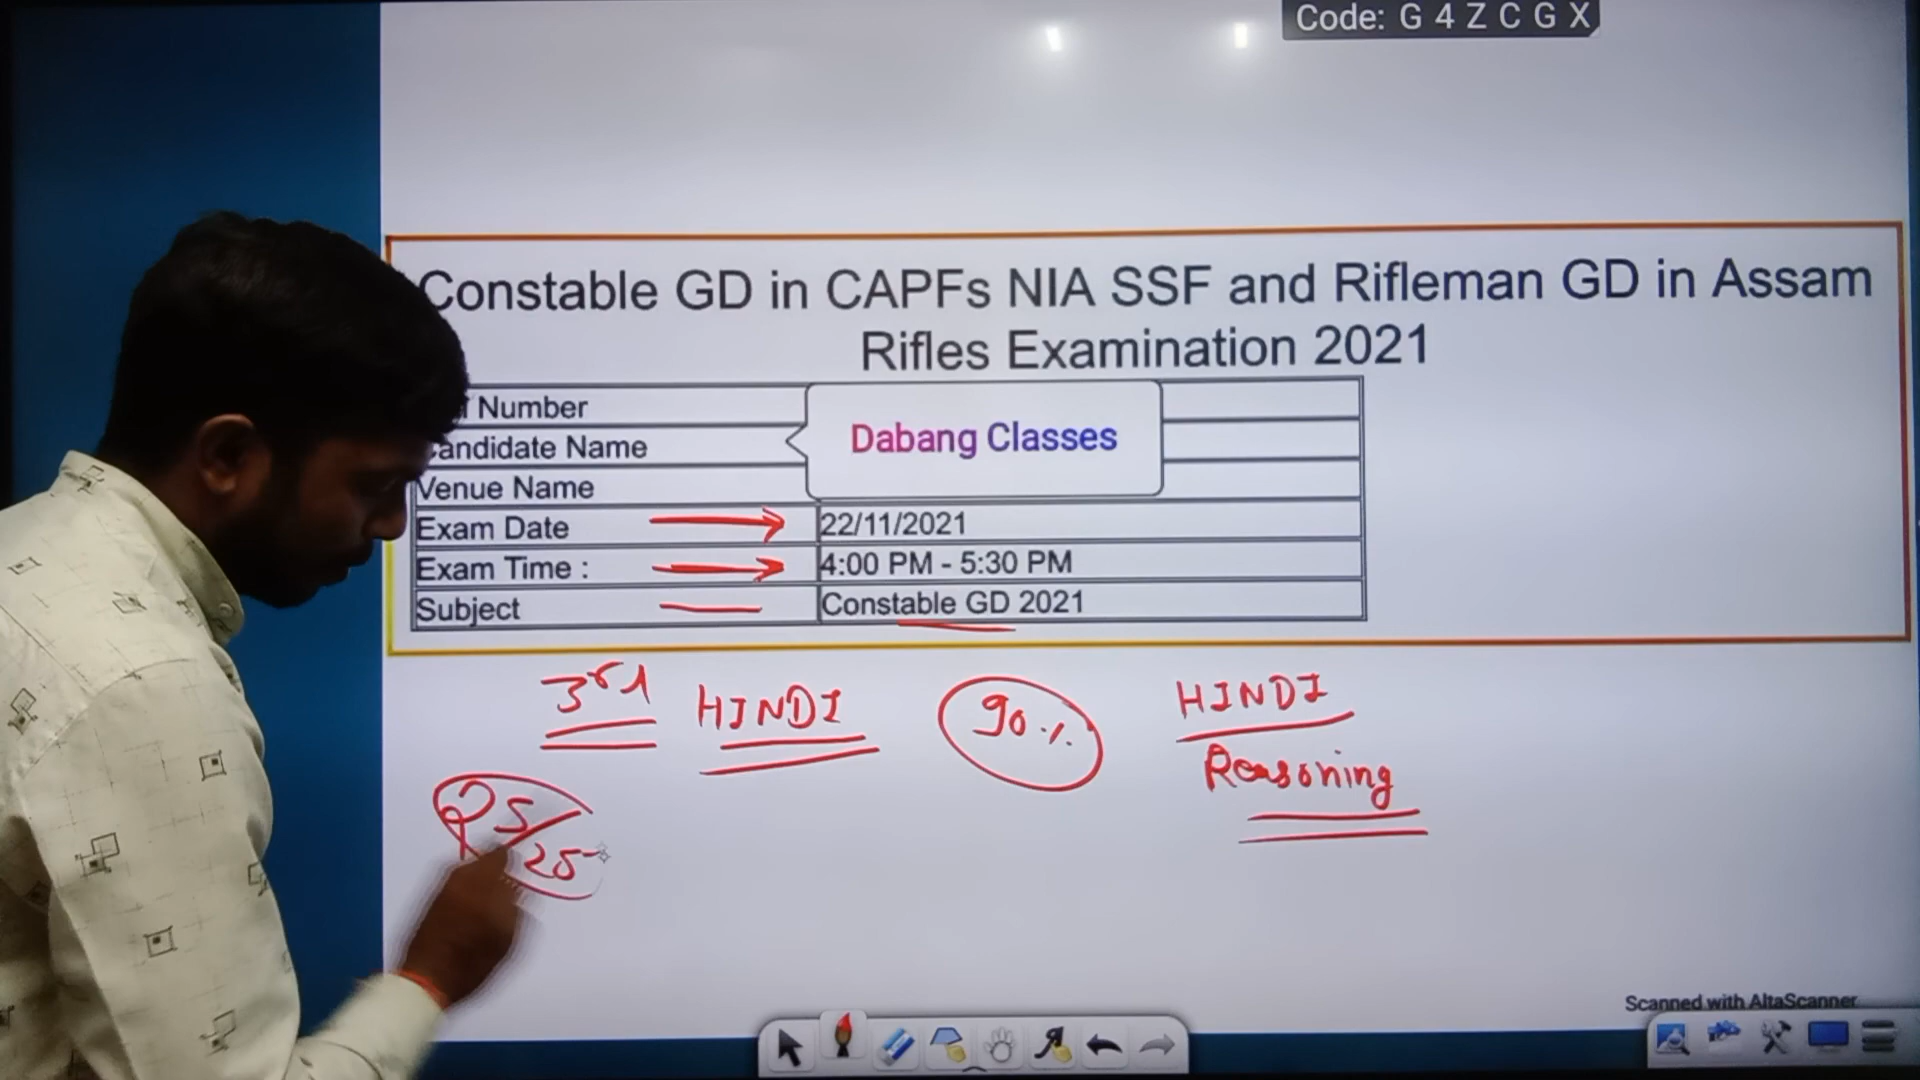 Code: G 4 Z C G X
Constable GD in CAPFs NIA SSF and Rifleman GD in Assam
Rifles Examination 2021
Number
Candidate Name
Dabang Classes
Venue Name
Exam Date 22/11/2021
Exam Time : 4:00 PM - 5:30 PM
Subject Constable GD 2021
3rd HINDI 90% HINDI
Reasoning
25/25
Scanned with AltaScanner